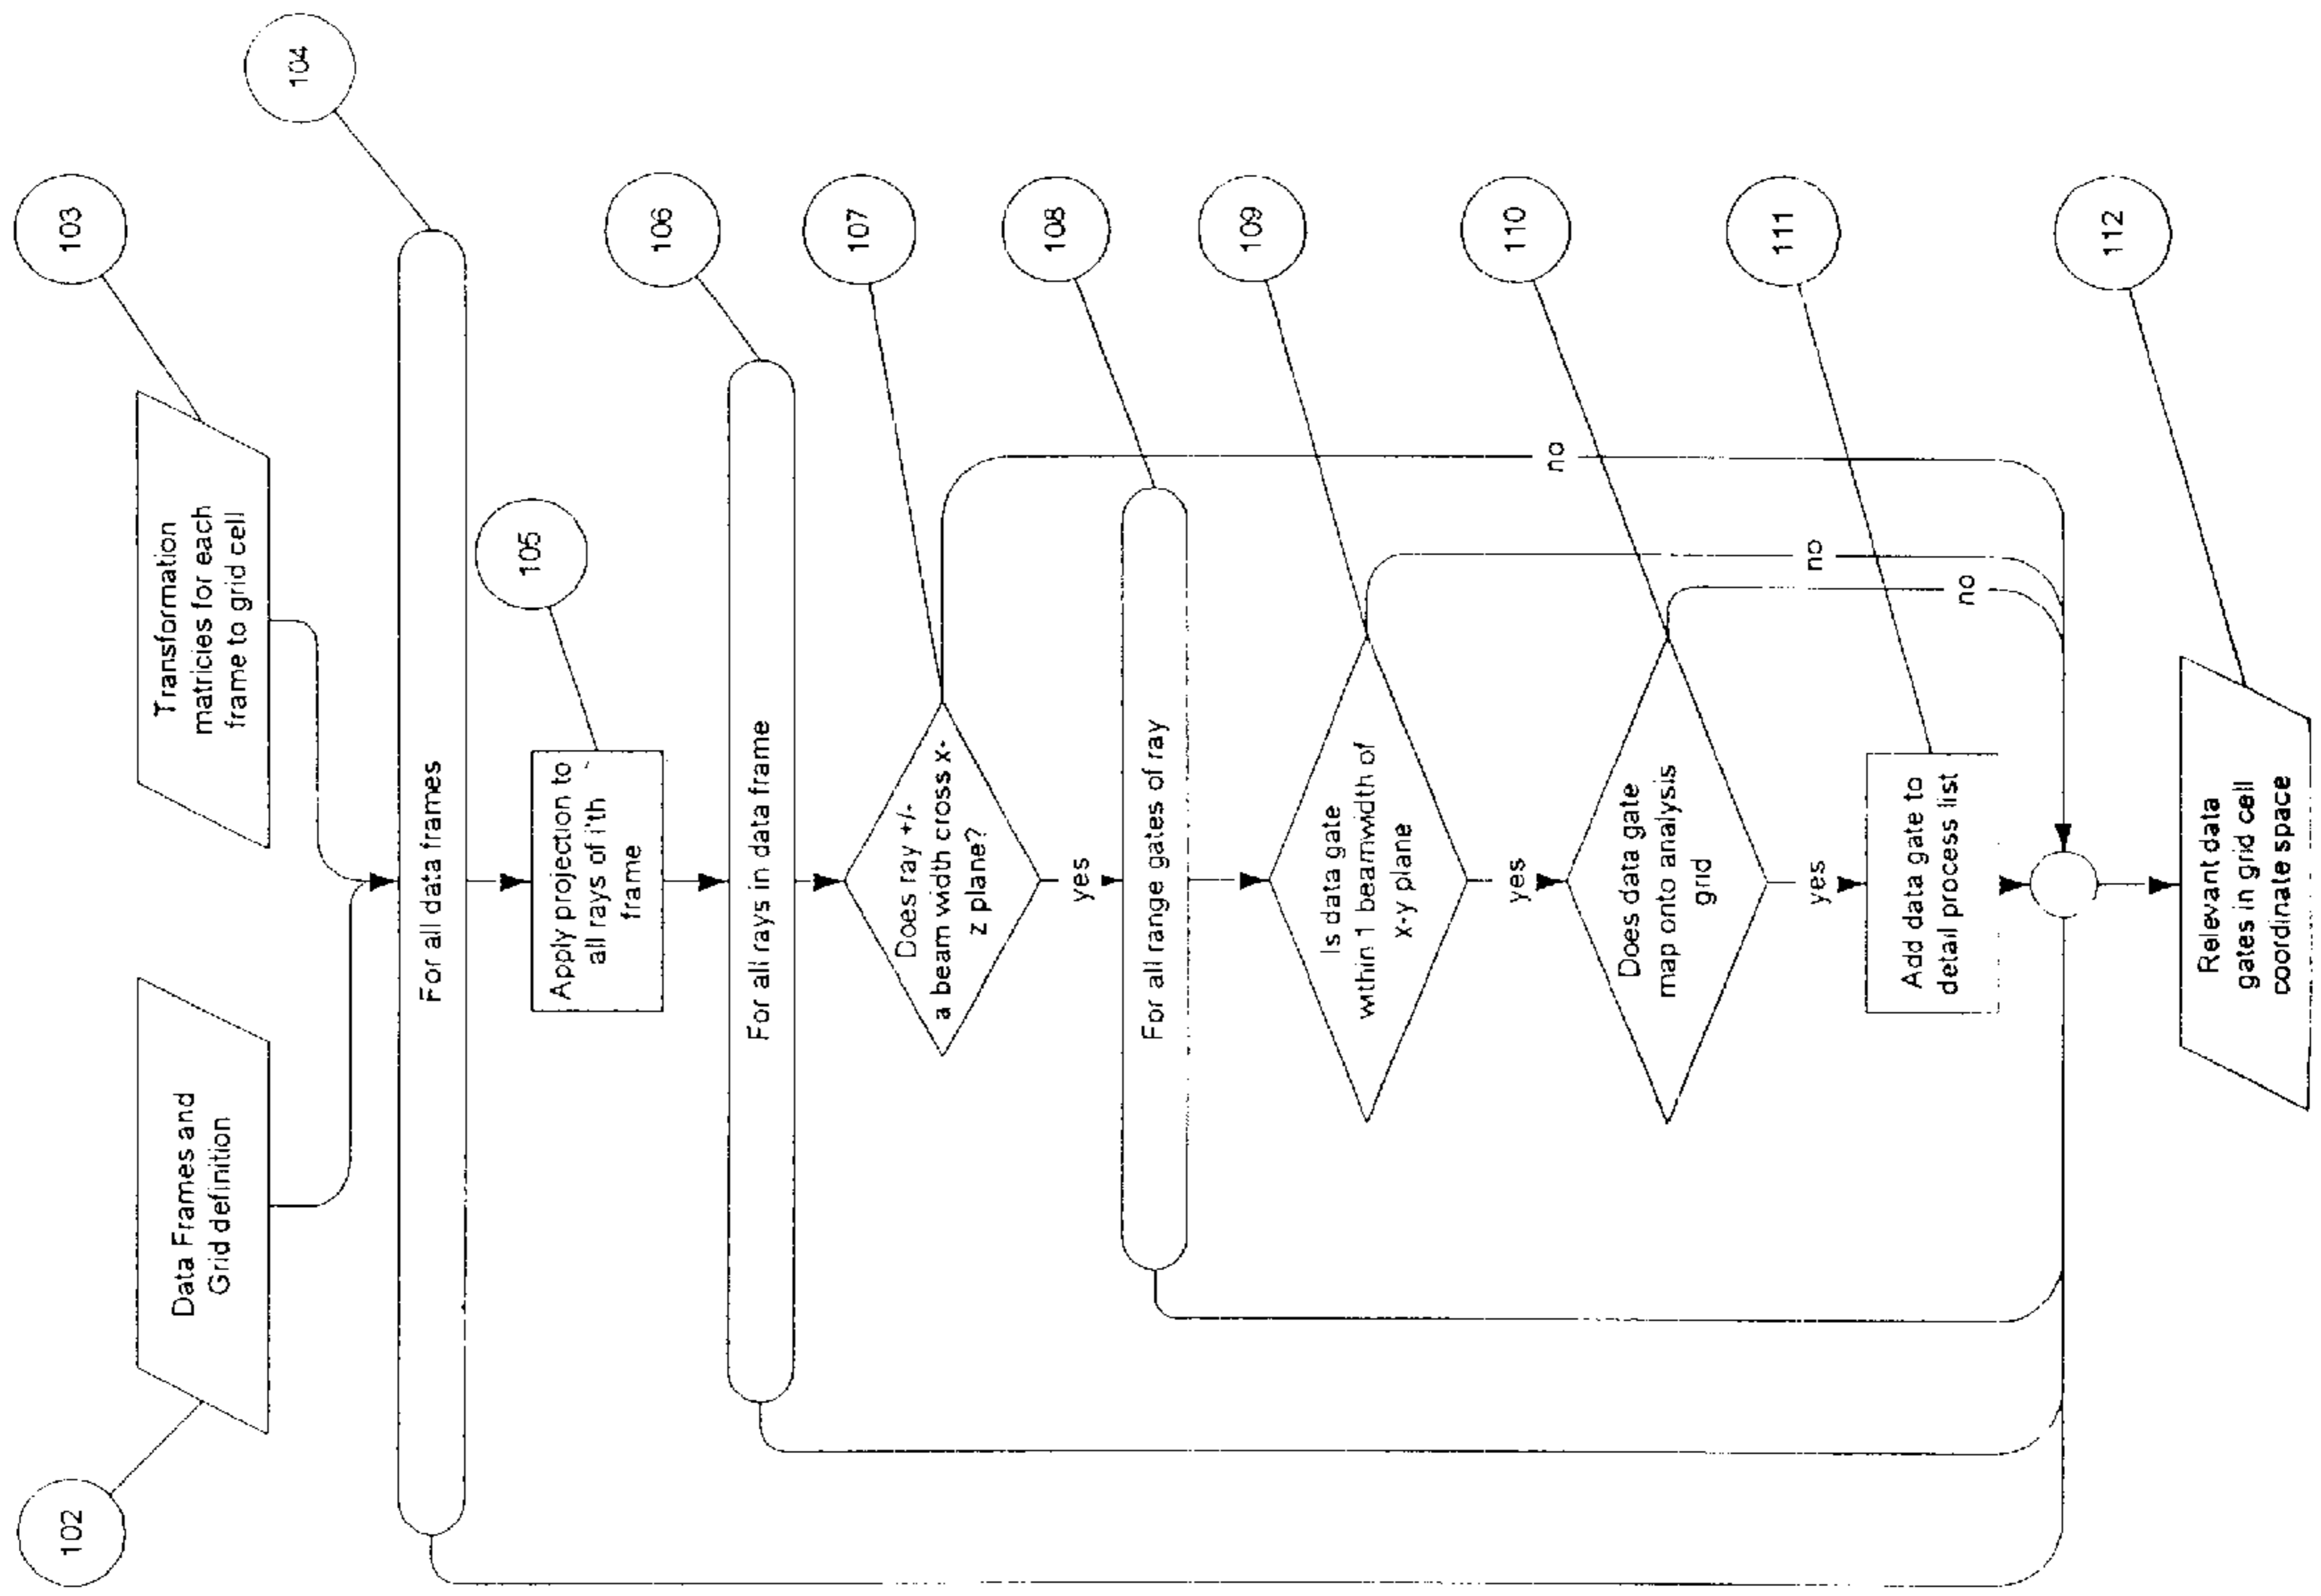 102
Data Frames and
Grid definition
Transformation
matricies for each
frame to grid cell
103
104
For all data frames
105
Apply projection to
all rays of i'th
frame
106
For all rays in data frame
107
Does ray +/-
a beam width cross x-
z plane?
no
yes
108
For all range gates of ray
109
Is data gate
within 1 beamwidth of
x-y plane
no
yes
110
Does data gate
map onto analysis
grid
no
yes
111
Add data gate to
detail process list
112
Relevant data
gates in grid cell
coordinate space